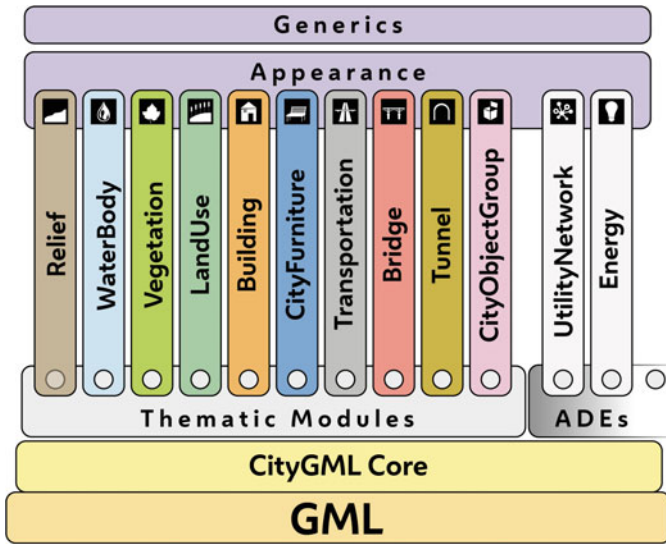 Generics
Appearance
Relief
WaterBody
Vegetation
LandUse
Building
CityFurniture
Transportation
Bridge
Tunnel
CityObjectGroup
UtilityNetwork
Energy
Thematic Modules
ADEs
CityGML Core
GML